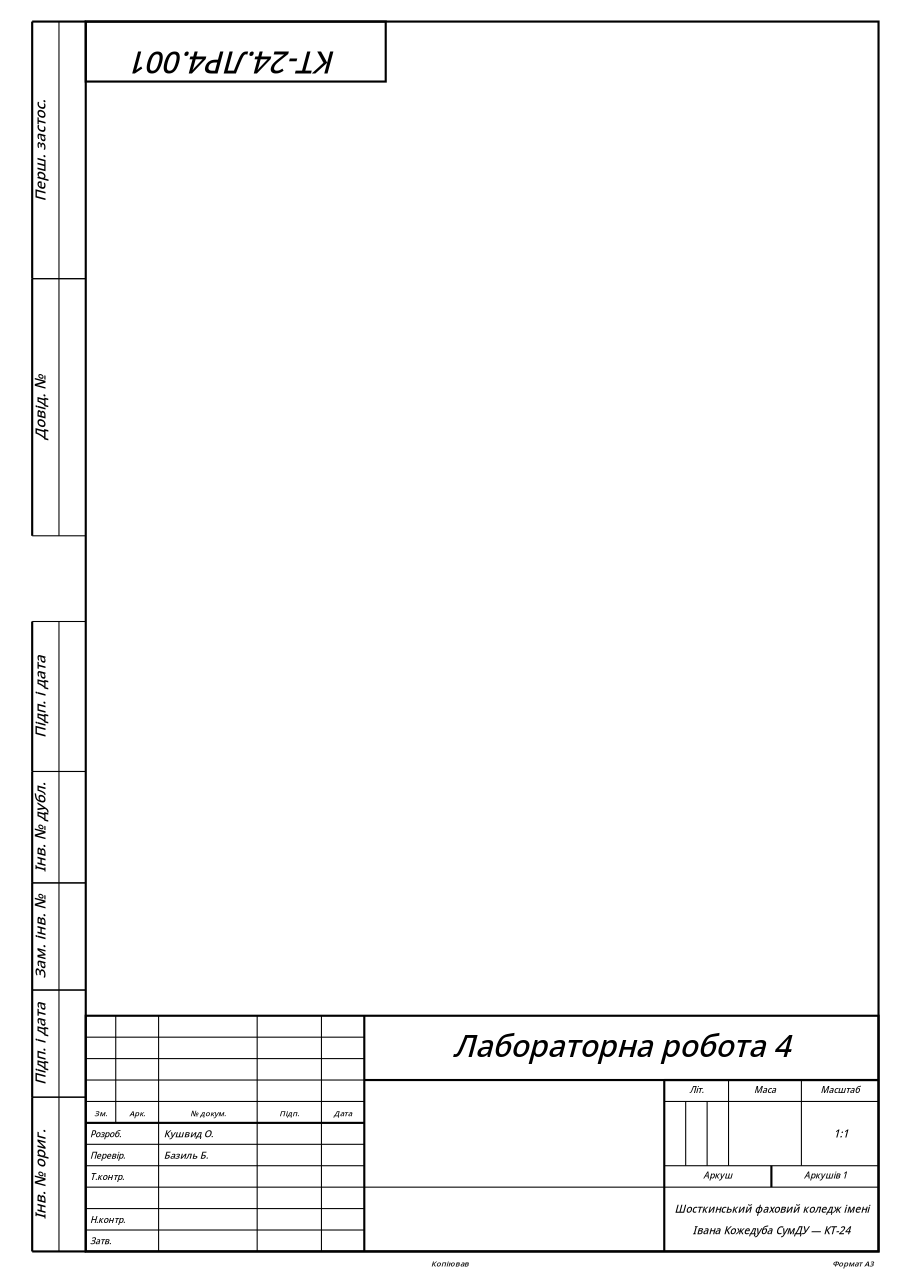 КТ-24.ЛР4.001
Перш. застос.
Довід. №
Підп. І дата
Інв. № дубл.
Зам. інв. №
Підп. І дата
Інв. № ориг.
Лабораторна робота 4
Літ. Маса Масштаб
Зм. Арк. № докум. Підп. Дата
Розроб. Кушвид О. 1:1
Перевір. Базиль Б.
Т.контр. Аркуш Аркушів 1
Шосткинський фаховий коледж імені
Н.контр.
Івана Кожедуба СумДУ — КТ-24
Затв.
Копіював Формат А3